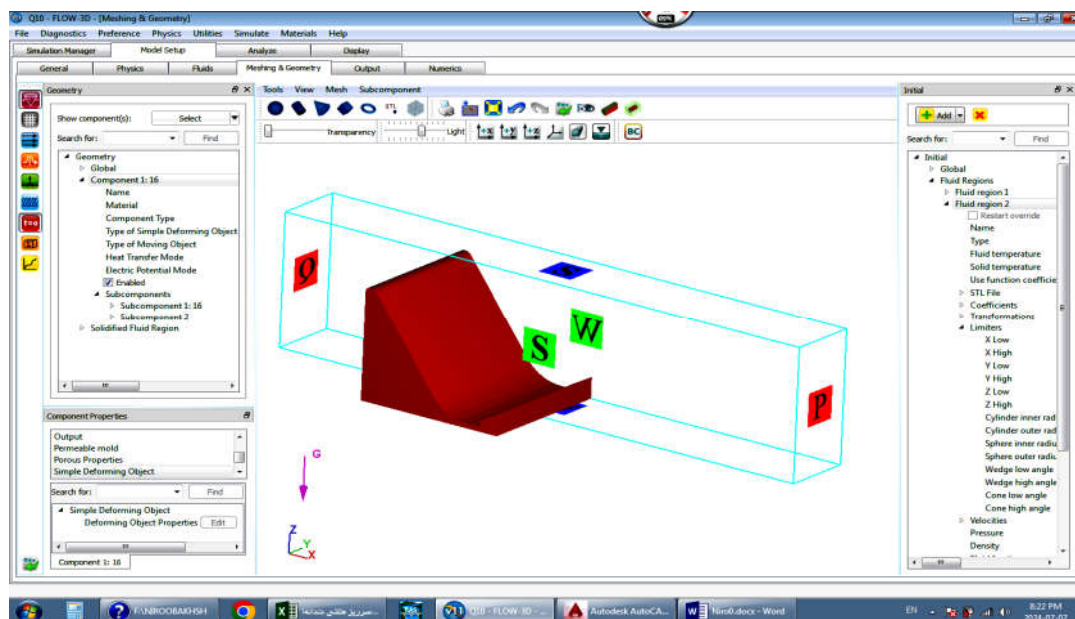 Q10 - FLOW-3D - [Meshing & Geometry]
File Diagnostics Preference Physics Utilities Simulate Materials Help
Simulation Manager Model Setup Analyze Display
General Physics Fluids Meshing & Geometry Output Numerics
Geometry
Show component(s): Select
Search for: Find
Geometry
Global
Component 1: 16
Name
Material
Component Type
Type of Simple Deforming Object
Type of Moving Object
Heat Transfer Mode
Electric Potential Mode
Enabled
Subcomponents
Subcomponent 1: 16
Subcomponent 2
Solidified Fluid Region
Component Properties
Output
Permeable mold
Porous Properties
Simple Deforming Object
Search for: Find
Simple Deforming Object
Deforming Object Properties Edit
Component 1: 16
Tools View Mesh Subcomponent
STL
Transparency Light +x +y +z BC
Q
S
S
W
P
G
Z
Y
X
Initial
Add
Search for: Find
Initial
Global
Fluid Regions
Fluid region 1
Fluid region 2
Restart override
Name
Type
Fluid temperature
Solid temperature
Use function coefficie
STL File
Coefficients
Transformations
Limiters
X Low
X High
Y Low
Y High
Z Low
Z High
Cylinder inner rad
Cylinder outer radi
Sphere inner radiu
Sphere outer radiu
Wedge low angle
Wedge high angle
Cone low angle
Cone high angle
Velocities
Pressure
Density
F:\NIROOBAKHSH
Q10 - FLOW-3D - ...
Autodesk AutoCA...
Niro0.docx - Word
EN
8:22 PM
2024-07-07